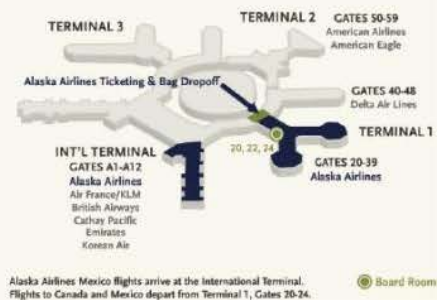 TERMINAL 3
TERMINAL 2
GATES 50-59
American Airlines
American Eagle
Alaska Airlines Ticketing & Bag Dropoff
GATES 40-48
Delta Air Lines
TERMINAL 1
20, 22, 24
GATES 20-39
Alaska Airlines
INT'L TERMINAL
GATES A1-A12
Alaska Airlines
Air France/KLM
British Airways
Cathay Pacific
Emirates
Korean Air
Alaska Airlines Mexico flights arrive at the International Terminal.
Flights to Canada and Mexico depart from Terminal 1, Gates 20-24.
Board Room